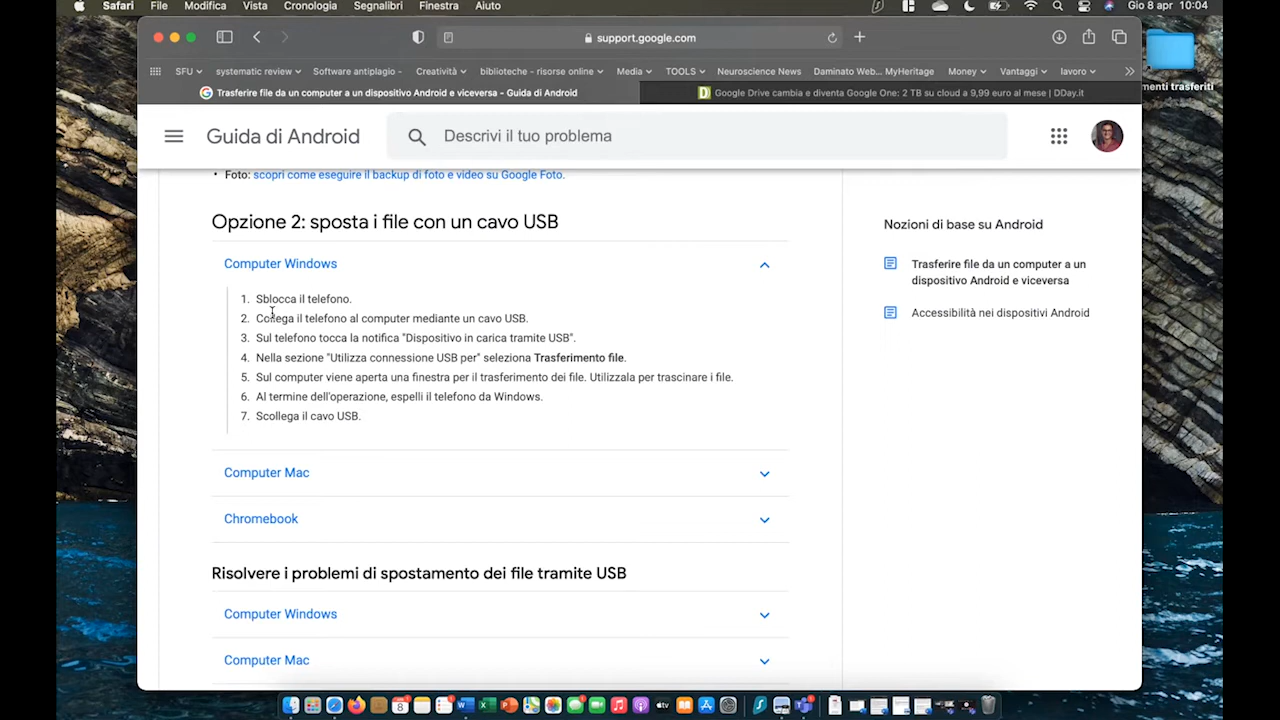 Safari File Modifica Vista Cronologia Segnalibri Finestra Aiuto Gio 8 apr 10:04
support.google.com
SFU systematic review Software antiplagio - Creatività biblioteche - risorse online Media TOOLS Neuroscience News Daminato Web... MyHeritage Money Vantaggi lavoro
Trasferire file da un computer a un dispositivo Android e viceversa - Guida di Android Google Drive cambia e diventa Google One: 2 TB su cloud a 9,99 euro al mese | DDay.it
menti trasferiti
Guida di Android Descrivi il tuo problema
• Foto: scopri come eseguire il backup di foto e video su Google Foto.
Opzione 2: sposta i file con un cavo USB
Computer Windows
1. Sblocca il telefono.
2. Collega il telefono al computer mediante un cavo USB.
3. Sul telefono tocca la notifica "Dispositivo in carica tramite USB".
4. Nella sezione "Utilizza connessione USB per" seleziona Trasferimento file.
5. Sul computer viene aperta una finestra per il trasferimento dei file. Utilizzala per trascinare i file.
6. Al termine dell'operazione, espelli il telefono da Windows.
7. Scollega il cavo USB.
Computer Mac
Chromebook
Risolvere i problemi di spostamento dei file tramite USB
Computer Windows
Computer Mac
Nozioni di base su Android
Trasferire file da un computer a un
dispositivo Android e viceversa
Accessibilità nei dispositivi Android